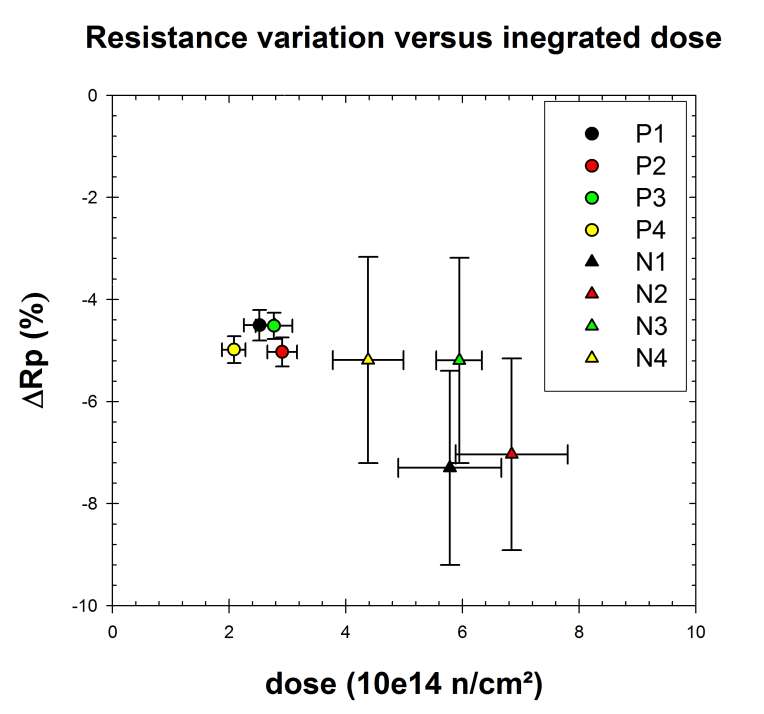 Resistance variation versus inegrated dose
0
-2
-4
-6
-8
-10
0
2
4
6
8
10
ΔRp (%)
dose (10e14 n/cm²)
P1
P2
P3
P4
N1
N2
N3
N4